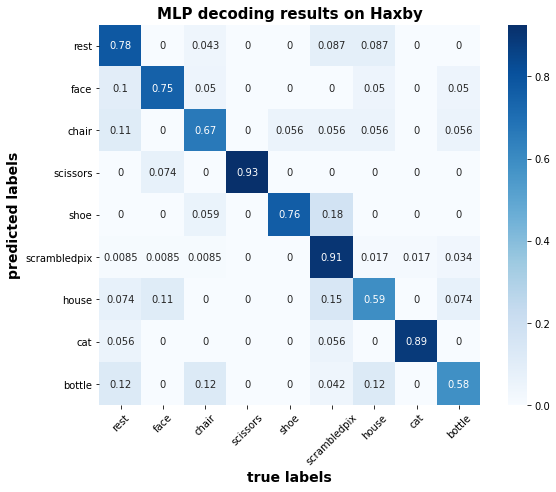 MLP decoding results on Haxby
rest 0.78 0 0.043 0 0 0.087 0.087 0 0
face 0.1 0.75 0.05 0 0 0 0.05 0 0.05
chair 0.11 0 0.67 0 0.056 0.056 0.056 0 0.056
scissors 0 0.074 0 0.93 0 0 0 0 0
shoe 0 0 0.059 0 0.76 0.18 0 0 0
scrambledpix 0.0085 0.0085 0.0085 0 0 0.91 0.017 0.017 0.034
house 0.074 0.11 0 0 0 0.15 0.59 0 0.074
cat 0.056 0 0 0 0 0.056 0 0.89 0
bottle 0.12 0 0.12 0 0 0.042 0.12 0 0.58
rest face chair scissors shoe scrambledpix house cat bottle
true labels
predicted labels
0.8
0.6
0.4
0.2
0.0